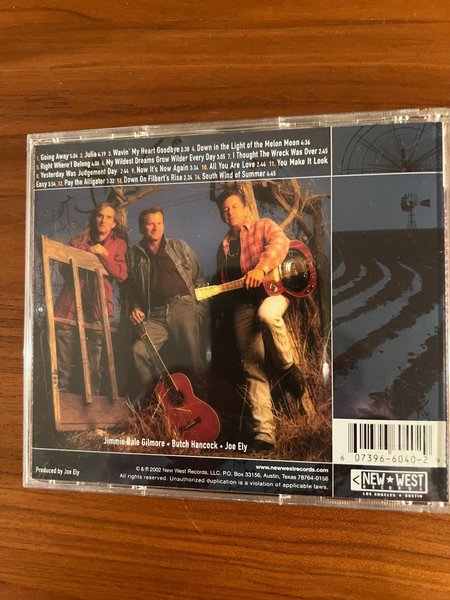 1. Going Away 5:04 2. Julia 4:19 3. Wavin' My Heart Goodbye 2:38 4. Down in the Light of the Melon Moon 4:36
5. Right Where I Belong 4:06 6. My Wildest Dreams Grow Wilder Every Day 3:05 7. I Thought The Wreck Was Over 2:45
8. Yesterday Was Judgement Day 2:44 9. Now It's Now Again 3:34 10. All You Are Love 2:44 11. You Make It Look
Easy 3:54 12. Pay the Alligator 3:32 13. Down On Filbert's Rise 2:15 14. South Wind of Summer 4:45
Jimmie Dale Gilmore • Butch Hancock • Joe Ely
Produced by Joe Ely
© & ℗ 2002 New West Records, LLC, P.O. Box 33156, Austin, Texas 78764-0156
www.newwestrecords.com
All rights reserved. Unauthorized duplication is a violation of applicable laws.
6 07396-6040-2 9
NEW ★ WEST
RECORDS
LOS ANGELES • AUSTIN